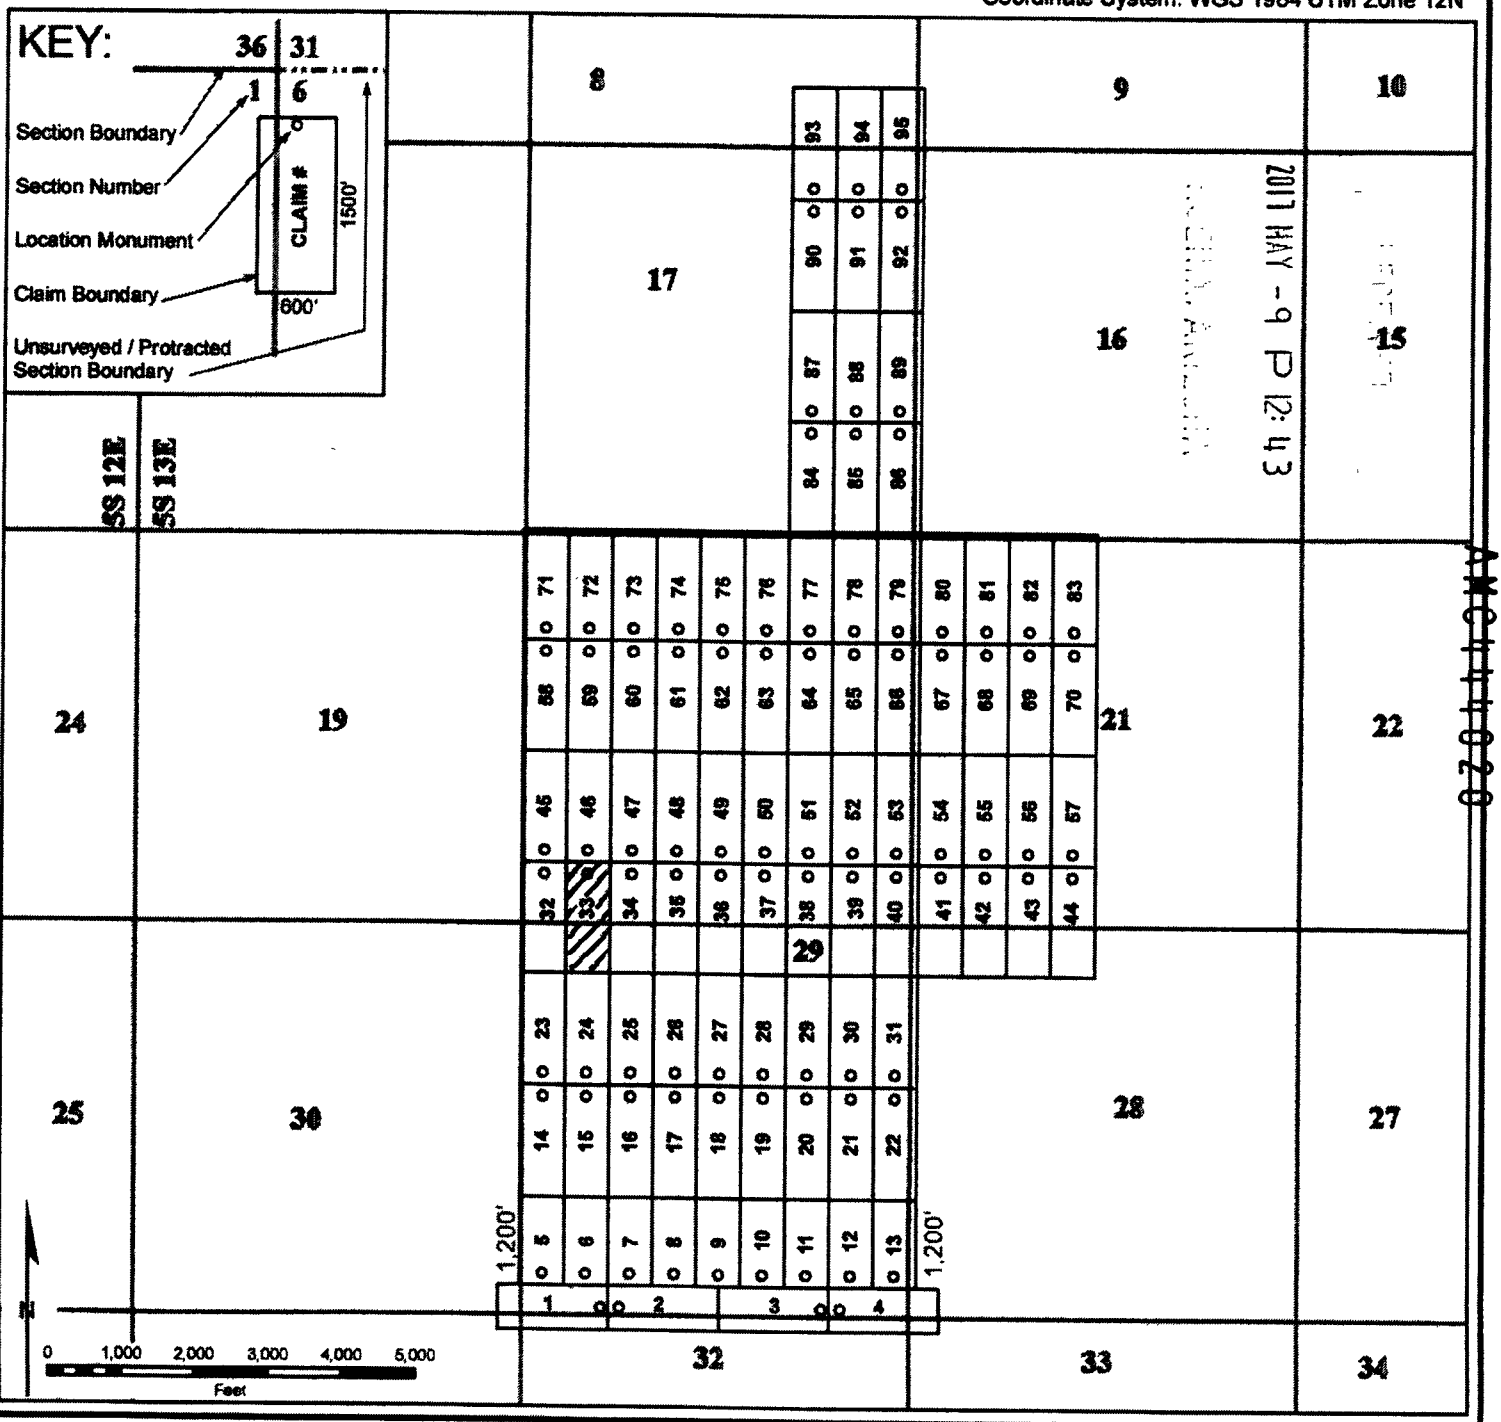 Coordinate System: WGS 1984 UTM Zone 12N
KEY:
36 31
1 6
Section Boundary
Section Number
Location Monument
Claim Boundary
Unsurveyed / Protracted
Section Boundary
CLAIM #
1500'
600'
8 9 10
93 94 95
17 16 15
90 91 92
87 88 89
84 85 86
2017 MAY -9 P 12:43
5S 12E
5S 13E
AMC444020
71 72 73 74 75 76 77 78 79 80 81 82 83
58 59 60 61 62 63 64 65 66 67 68 69 70
24 19 21 22
45 46 47 48 49 50 51 52 53 54 55 56 57
32 33 34 35 36 37 38 39 40 41 42 43 44
29
23 24 25 26 27 28 29 30 31
25 30 28 27
14 15 16 17 18 19 20 21 22
1,200' 5 6 7 8 9 10 11 12 13 1,200'
1 2 3 4
N
0 1,000 2,000 3,000 4,000 5,000
Feet
32 33 34